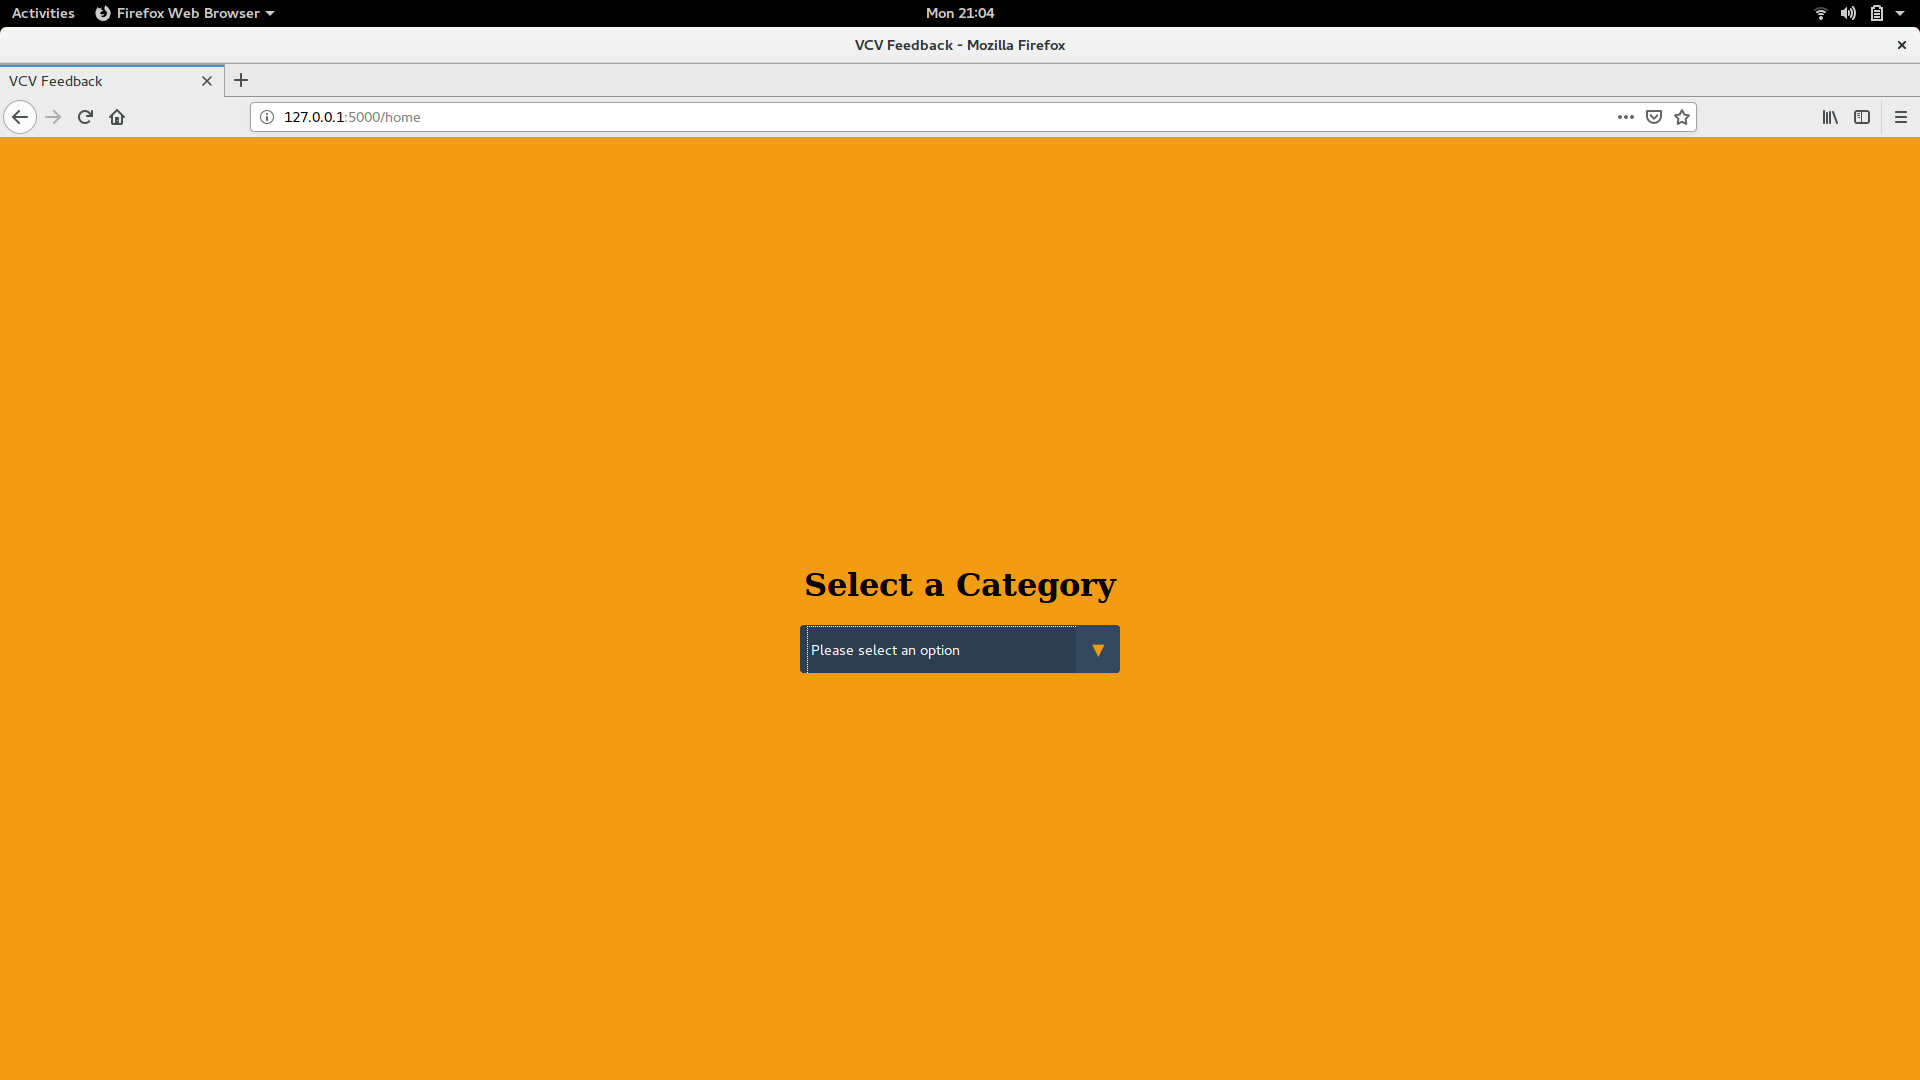 Activities Firefox Web Browser Mon 21:04
VCV Feedback - Mozilla Firefox
VCV Feedback
127.0.0.1:5000/home
Select a Category
Please select an option